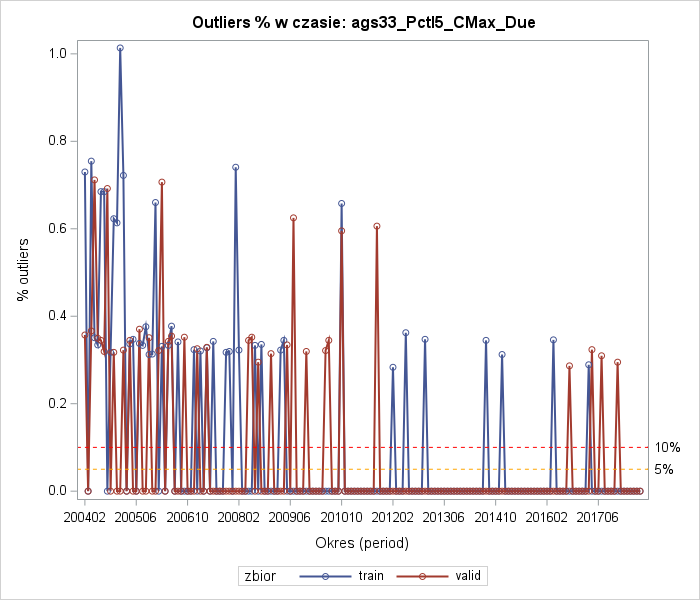 Outliers % w czasie: ags33_Pctl5_CMax_Due
% outliers
1.0
0.8
0.6
0.4
0.2
0.0
10%
5%
200402 200506 200610 200802 200906 201010 201202 201306 201410 201602 201706
Okres (period)
zbior train valid